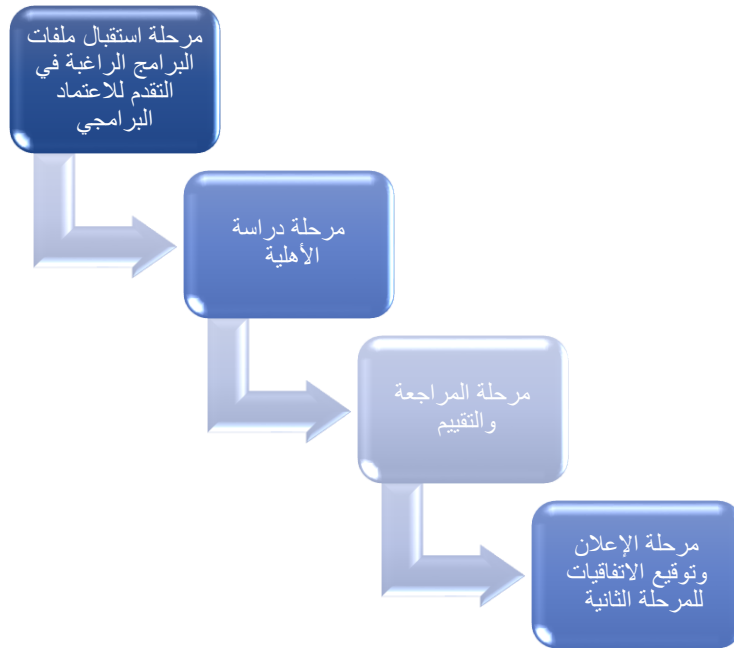 مرحلة استقبال ملفات
البرامج الراغبة في
التقدم للاعتماد
البرامجي
مرحلة دراسة
الأهلية
مرحلة المراجعة
والتقييم
مرحلة الإعلان
وتوقيع الاتفاقيات
للمرحلة الثانية